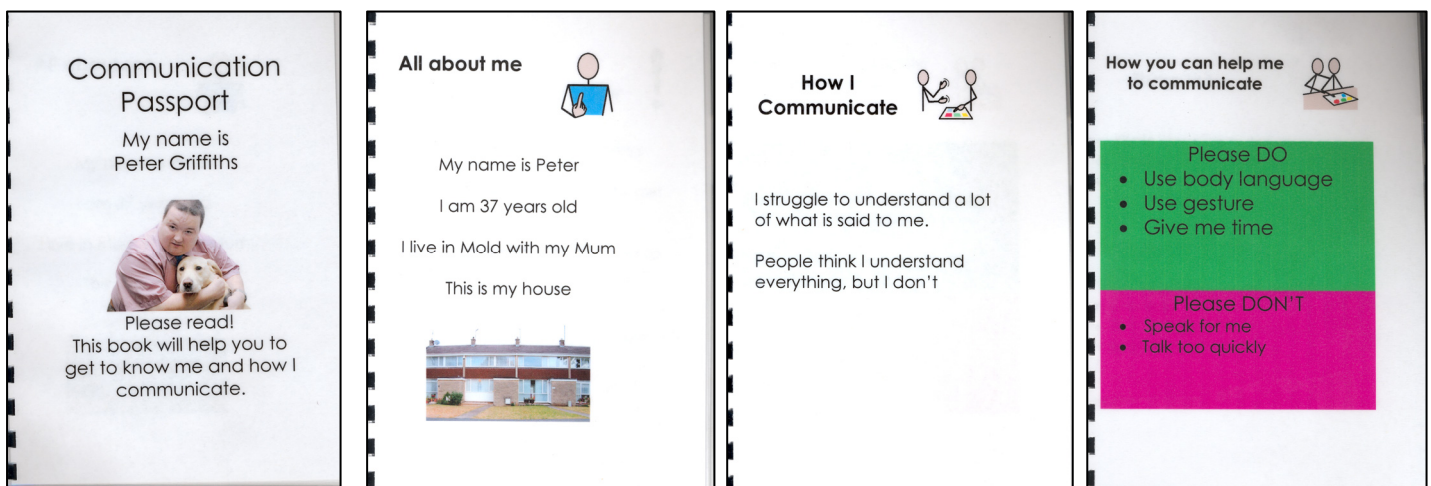 Communication
Passport
My name is
Peter Griffiths
Please read!
This book will help you to
get to know me and how I
communicate.
All about me
My name is Peter
I am 37 years old
I live in Mold with my Mum
This is my house
How I
Communicate
I struggle to understand a lot
of what is said to me.
People think I understand
everything, but I don't
How you can help me
to communicate
Please DO
• Use body language
• Use gesture
• Give me time
Please DON'T
• Speak for me
• Talk too quickly